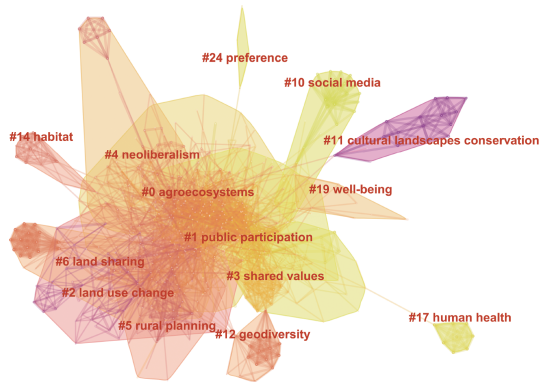 #24 preference
#10 social media
#14 habitat
#11 cultural landscapes conservation
#4 neoliberalism
#0 agroecosystems
#19 well-being
#1 public participation
#6 land sharing
#3 shared values
#2 land use change
#17 human health
#5 rural planning
#12 geodiversity